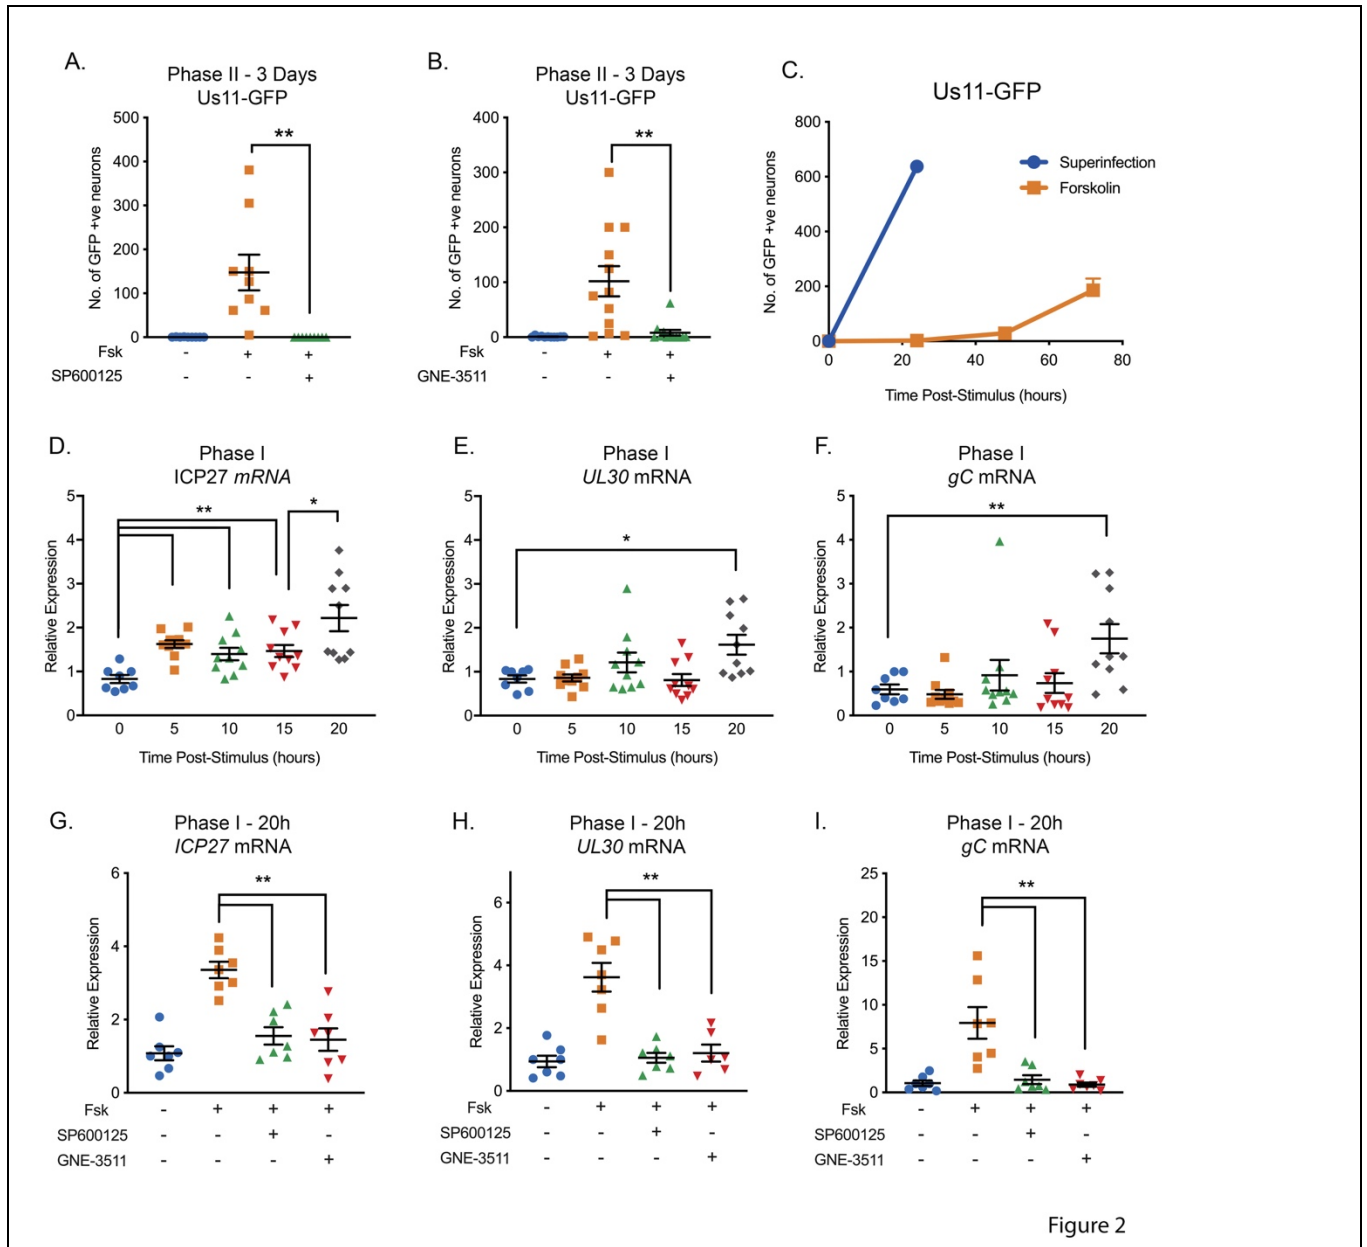 A.
Phase II - 3 Days
Us11-GFP
No. of GFP +ve neurons
500
400
300
200
100
0
**
Fsk - + +
SP600125 - - +
B.
Phase II - 3 Days
Us11-GFP
No. of GFP +ve neurons
400
300
200
100
0
**
Fsk - + +
GNE-3511 - - +
C.
Us11-GFP
No. of GFP +ve neurons
800
600
400
200
0
0 20 40 60 80
Time Post-Stimulus (hours)
Superinfection
Forskolin
D.
Phase I
ICP27 mRNA
Relative Expression
5
4
3
2
1
0
** *
0 5 10 15 20
Time Post-Stimulus (hours)
E.
Phase I
UL30 mRNA
Relative Expression
5
4
3
2
1
0
*
0 5 10 15 20
Time Post-Stimulus (hours)
F.
Phase I
gC mRNA
Relative Expression
5
4
3
2
1
0
**
0 5 10 15 20
Time Post-Stimulus (hours)
G.
Phase I - 20h
ICP27 mRNA
Relative Expression
6
4
2
0
**
Fsk - + + +
SP600125 - - + -
GNE-3511 - - - +
H.
Phase I - 20h
UL30 mRNA
Relative Expression
6
4
2
0
**
Fsk - + + +
SP600125 - - + -
GNE-3511 - - - +
I.
Phase I - 20h
gC mRNA
Relative Expression
25
20
15
10
5
0
**
Fsk - + + +
SP600125 - - + -
GNE-3511 - - - +
Figure 2